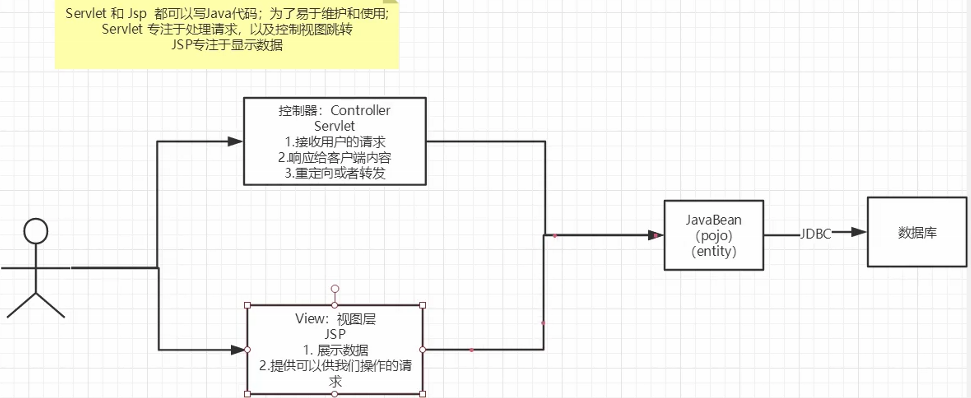 Servlet 和 Jsp 都可以写Java代码；为了易于维护和使用;
Servlet 专注于处理请求，以及控制视图跳转
JSP专注于显示数据
控制器：Controller
Servlet
1.接收用户的请求
2.响应给客户端内容
3.重定向或者转发
JavaBean
（pojo）
（entity）
JDBC
数据库
View：视图层
JSP
1. 展示数据
2.提供可以供我们操作的请
求